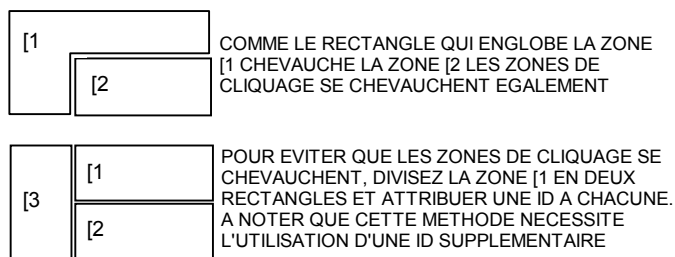 [1
[2
COMME LE RECTANGLE QUI ENGLOBE LA ZONE
[1 CHEVAUCHE LA ZONE [2 LES ZONES DE
CLIQUAGE SE CHEVAUCHENT EGALEMENT
[3
[1
[2
POUR EVITER QUE LES ZONES DE CLIQUAGE SE
CHEVAUCHENT, DIVISEZ LA ZONE [1 EN DEUX
RECTANGLES ET ATTRIBUER UNE ID A CHACUNE.
A NOTER QUE CETTE METHODE NECESSITE
L'UTILISATION D'UNE ID SUPPLEMENTAIRE